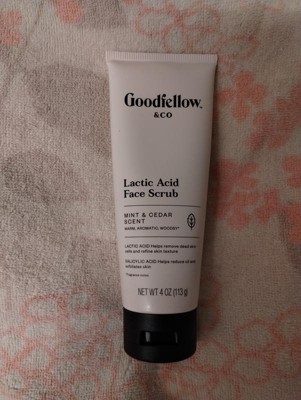 Goodfellow™
& CO
Lactic Acid
Face Scrub
MINT & CEDAR
SCENT
WARM, AROMATIC, WOODSY*
LACTIC ACID Helps remove dead skin
cells and refine skin texture
SALICYLIC ACID Helps reduce oil and
exfoliates skin
NET WT 4 OZ (113 g)